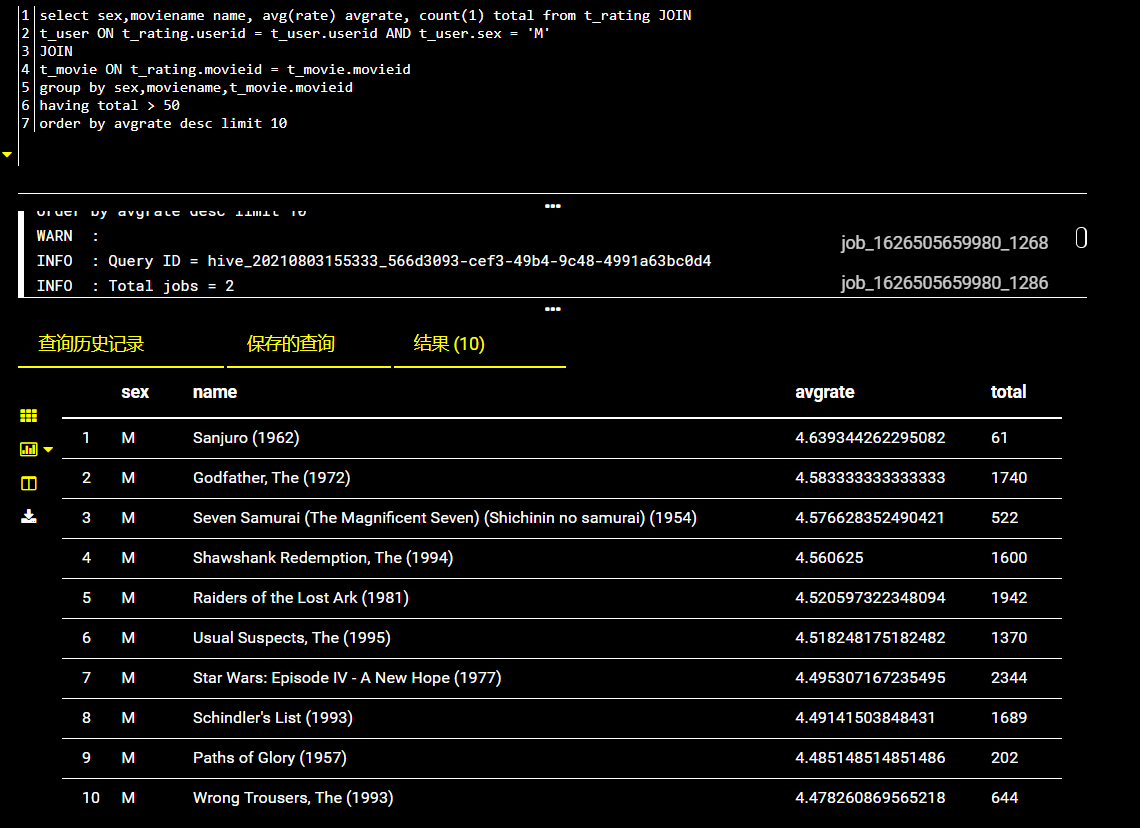 1 select sex,moviename name, avg(rate) avgrate, count(1) total from t_rating JOIN
2 t_user ON t_rating.userid = t_user.userid AND t_user.sex = 'M'
3 JOIN
4 t_movie ON t_rating.movieid = t_movie.movieid
5 group by sex,moviename,t_movie.movieid
6 having total > 50
7 order by avgrate desc limit 10
order by avgrate desc limit 10
WARN :
INFO : Query ID = hive_20210803155333_566d3093-cef3-49b4-9c48-4991a63bc0d4
INFO : Total jobs = 2
job_1626505659980_1268
job_1626505659980_1286
查询历史记录 保存的查询 结果 (10)
sex name avgrate total
1 M Sanjuro (1962) 4.639344262295082 61
2 M Godfather, The (1972) 4.583333333333333 1740
3 M Seven Samurai (The Magnificent Seven) (Shichinin no samurai) (1954) 4.576628352490421 522
4 M Shawshank Redemption, The (1994) 4.560625 1600
5 M Raiders of the Lost Ark (1981) 4.520597322348094 1942
6 M Usual Suspects, The (1995) 4.518248175182482 1370
7 M Star Wars: Episode IV - A New Hope (1977) 4.495307167235495 2344
8 M Schindler's List (1993) 4.49141503848431 1689
9 M Paths of Glory (1957) 4.485148514851486 202
10 M Wrong Trousers, The (1993) 4.478260869565218 644